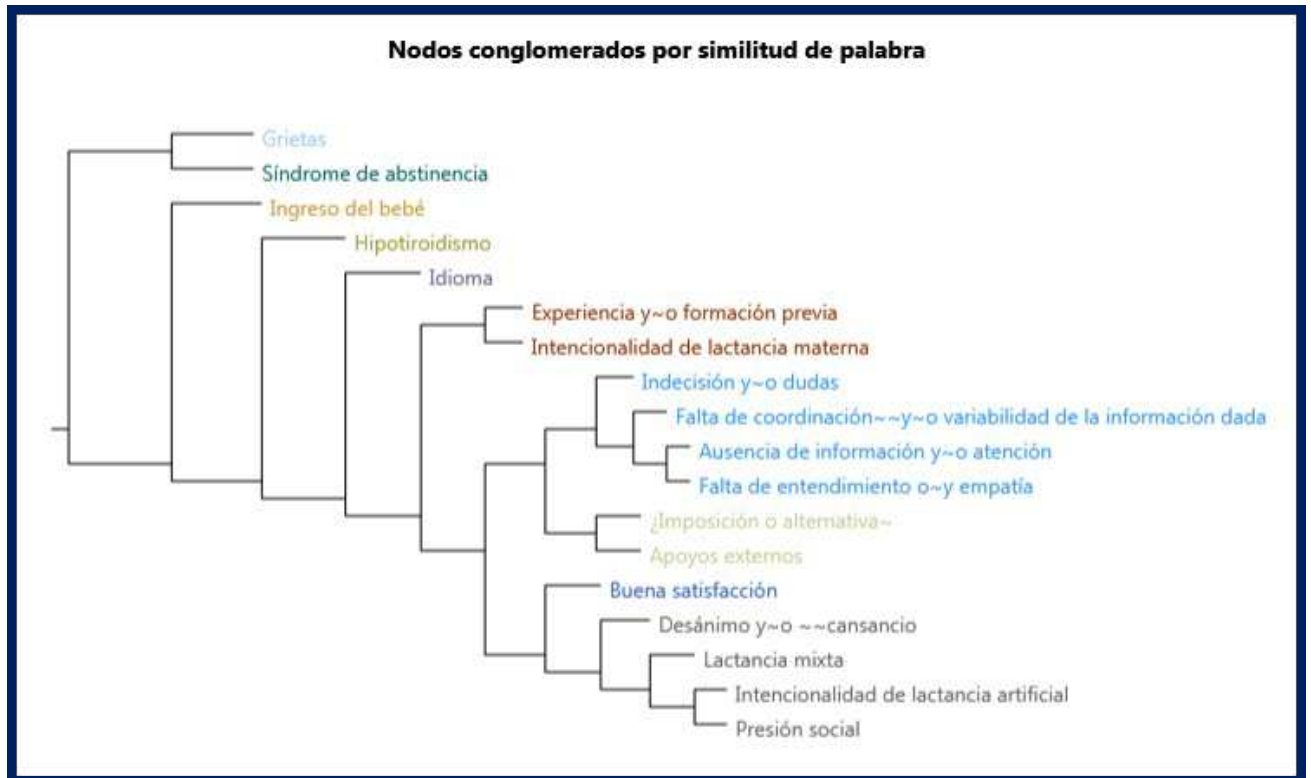 Nodos conglomerados por similitud de palabra
Grietas
Síndrome de abstinencia
Ingreso del bebé
Hipotiroidismo
Idioma
Experiencia y~o formación previa
Intencionalidad de lactancia materna
Indecisión y~o dudas
Falta de coordinación~~y~o variabilidad de la información dada
Ausencia de información y~o atención
Falta de entendimiento o~y empatía
¿Imposición o alternativa~
Apoyos externos
Buena satisfacción
Desánimo y~o ~~cansancio
Lactancia mixta
Intencionalidad de lactancia artificial
Presión social